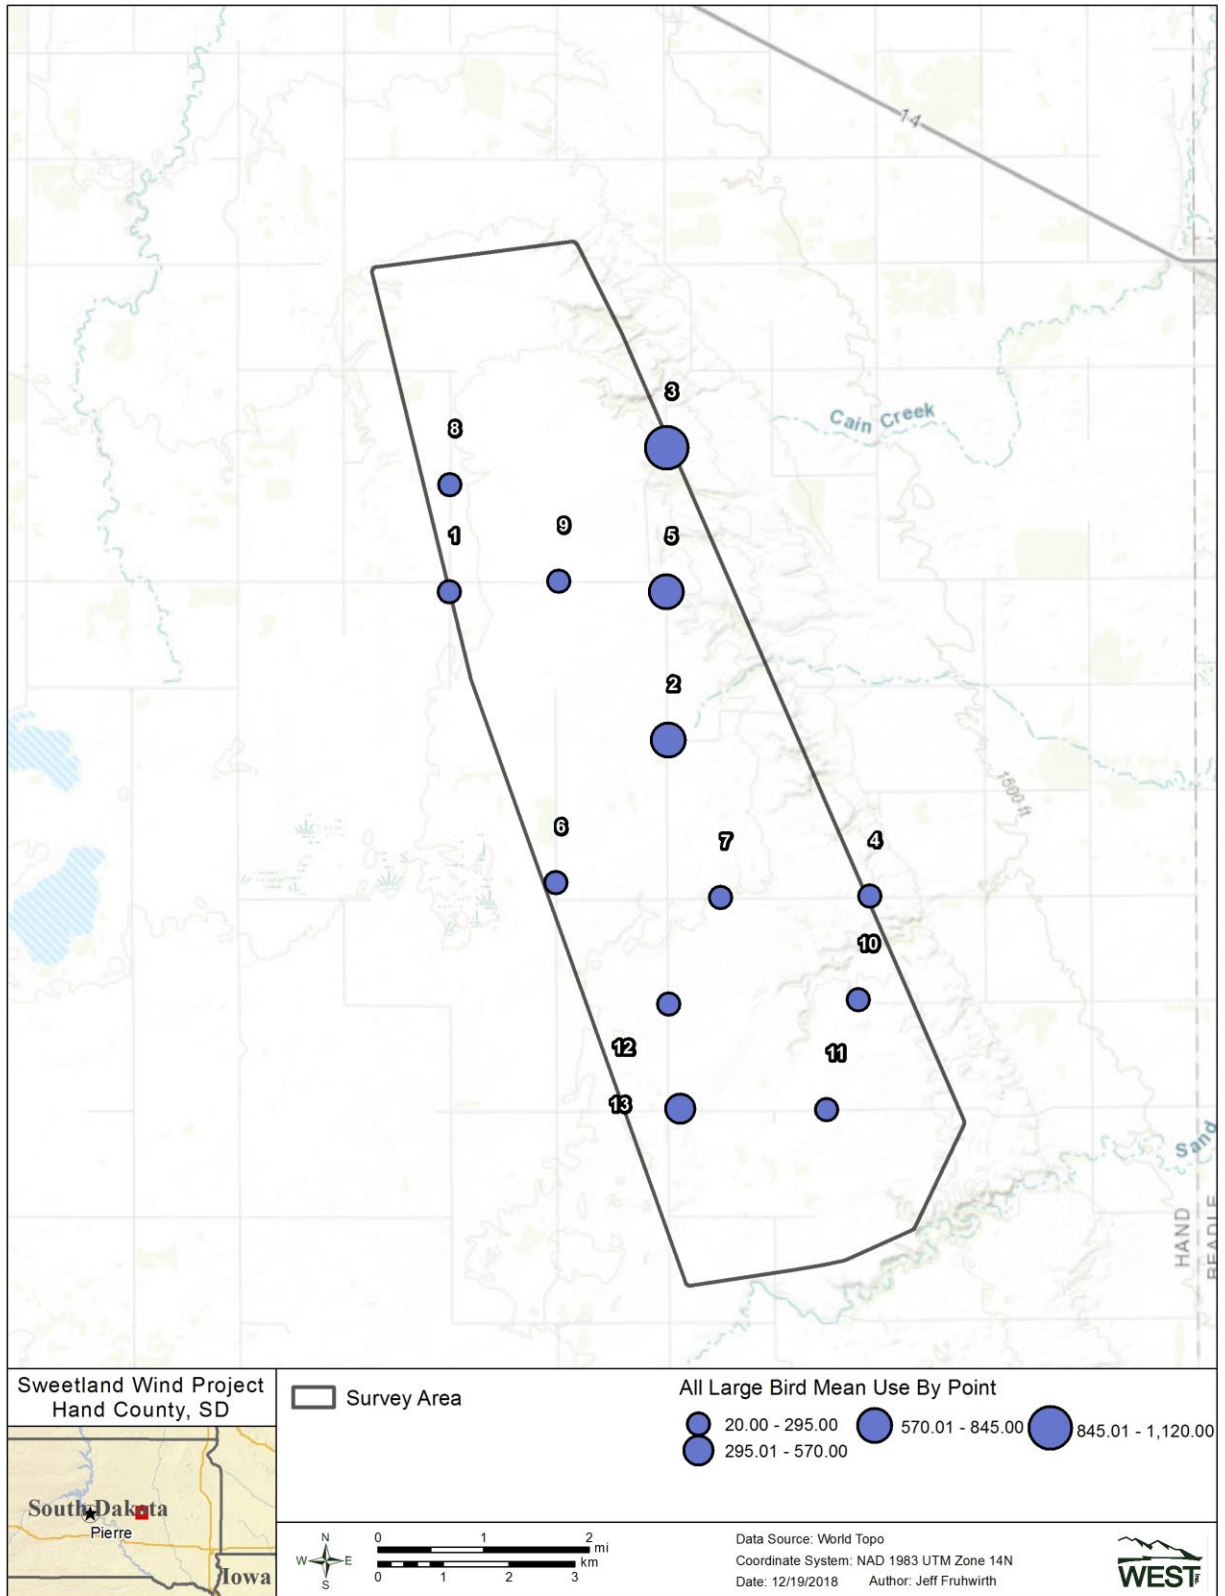 14
3
Cain Creek
8
9
5
1
2
1500 ft
6
7
4
10
12
11
13
Sand
HAND
BEADLE
Sweetland Wind Project
Hand County, SD
South Dakota
Pierre
Iowa
Survey Area
All Large Bird Mean Use By Point
20.00 - 295.00
570.01 - 845.00
845.01 - 1,120.00
295.01 - 570.00
N
W E
S
0 1 2
mi
km
0 1 2 3
Data Source: World Topo
Coordinate System: NAD 1983 UTM Zone 14N
Date: 12/19/2018 Author: Jeff Fruhwirth
WEST